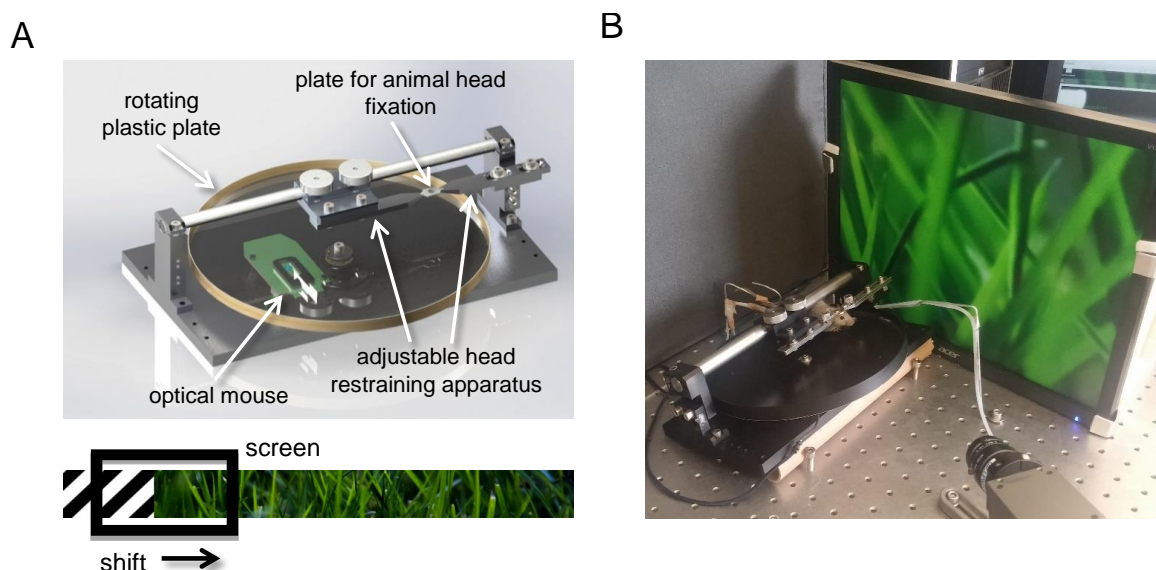 A
B
rotating
plastic plate
plate for animal head
fixation
optical mouse
adjustable head
restraining apparatus
screen
shift
acer